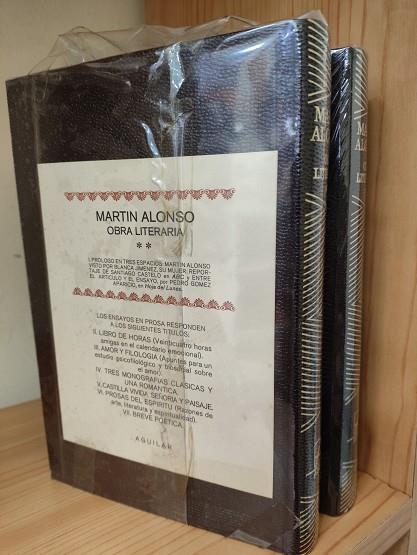 MARTIN ALONSO
OBRA LITERARIA
* *
I. PROLOGO EN TRES ESPACIOS: MARTIN ALONSO
VISTO POR BLANCA JIMENEZ, SU MUJER; REPOR-
TAJE DE SANTIAGO CASTELO en ABC y ENTRE
EL ARTICULO Y EL ENSAYO, por PEDRO GOMEZ
APARICIO, en Hoja del Lunes.
LOS ENSAYOS EN PROSA RESPONDEN
A LOS SIGUIENTES TITULOS:
II. LIBRO DE HORAS (Veinticuatro horas
amigas en el calendario emocional).
III. AMOR Y FILOLOGIA (Apuntes para un
estudio psicofilológico y filosofal sobre
el amor).
IV. TRES MONOGRAFIAS CLASICAS Y
UNA ROMANTICA.
V. CASTILLA VIVIDA, SEÑORIA Y PAISAJE.
VI. PROSAS DEL ESPIRITU (Razones de
arte, literatura y espiritualidad).
VII. BREVE POETICA.
AGUILAR